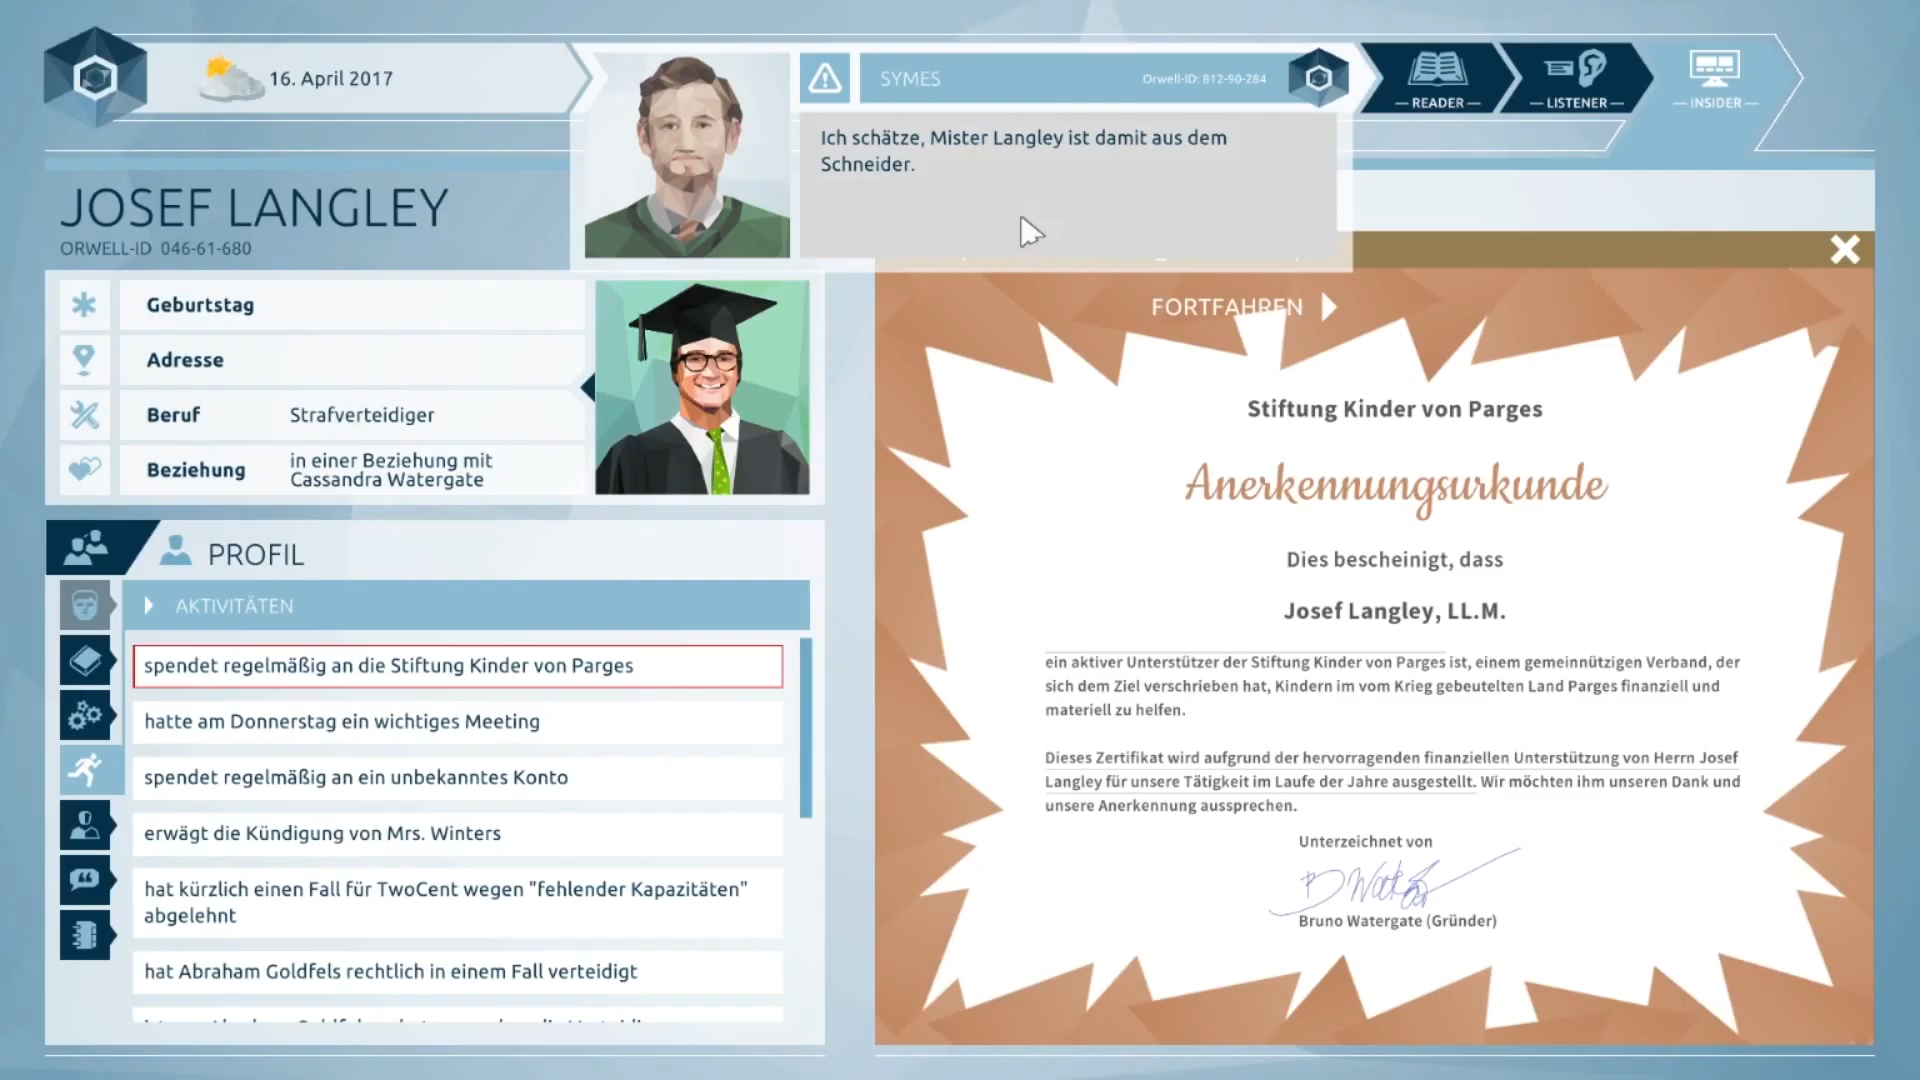 16. April 2017
SYMES
Orwell-ID: 812-90-284
READER
LISTENER
INSIDER
Ich schätze, Mister Langley ist damit aus dem
Schneider.
FORTFAHREN
JOSEF LANGLEY
ORWELL-ID 046-61-680
Geburtstag
Adresse
Beruf Strafverteidiger
Beziehung in einer Beziehung mit
Cassandra Watergate
PROFIL
AKTIVITÄTEN
spendet regelmäßig an die Stiftung Kinder von Parges
hatte am Donnerstag ein wichtiges Meeting
spendet regelmäßig an ein unbekanntes Konto
erwägt die Kündigung von Mrs. Winters
hat kürzlich einen Fall für TwoCent wegen "fehlender Kapazitäten"
abgelehnt
hat Abraham Goldfels rechtlich in einem Fall verteidigt
Stiftung Kinder von Parges
Anerkennungsurkunde
Dies bescheinigt, dass
Josef Langley, LL.M.
ein aktiver Unterstützer der Stiftung Kinder von Parges ist, einem gemeinnützigen Verband, der
sich dem Ziel verschrieben hat, Kindern im vom Krieg gebeutelten Land Parges finanziell und
materiell zu helfen.
Dieses Zertifikat wird aufgrund der hervorragenden finanziellen Unterstützung von Herrn Josef
Langley für unsere Tätigkeit im Laufe der Jahre ausgestellt. Wir möchten ihm unseren Dank und
unsere Anerkennung aussprechen.
Unterzeichnet von
Bruno Watergate (Gründer)